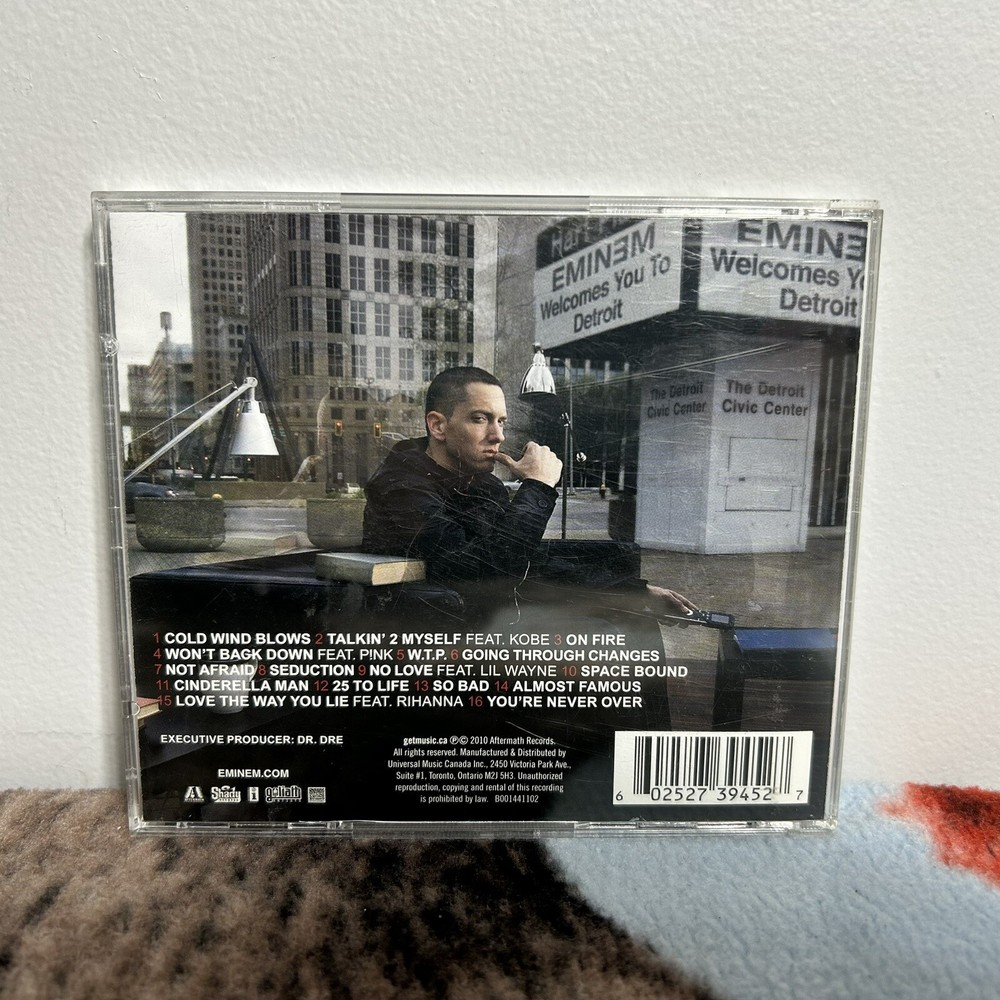 EMINƎM
Welcomes You To
Detroit
EMINƎ
Welcomes Y
Detroit
The Detroit
Civic Center
The Detroit
Civic Center
1 COLD WIND BLOWS 2 TALKIN' 2 MYSELF FEAT. KOBE 3 ON FIRE
4 WON'T BACK DOWN FEAT. P!NK 5 W.T.P. 6 GOING THROUGH CHANGES
7 NOT AFRAID 8 SEDUCTION 9 NO LOVE FEAT. LIL WAYNE 10 SPACE BOUND
11 CINDERELLA MAN 12 25 TO LIFE 13 SO BAD 14 ALMOST FAMOUS
15 LOVE THE WAY YOU LIE FEAT. RIHANNA 16 YOU'RE NEVER OVER
EXECUTIVE PRODUCER: DR. DRE
EMINEM.COM
Shady
goliath
getmusic.ca ℗© 2010 Aftermath Records.
All rights reserved. Manufactured & Distributed by
Universal Music Canada Inc., 2450 Victoria Park Ave.,
Suite #1, Toronto, Ontario M2J 5H3. Unauthorized
reproduction, copying and rental of this recording
is prohibited by law. B001441102
6 02527 39452 7